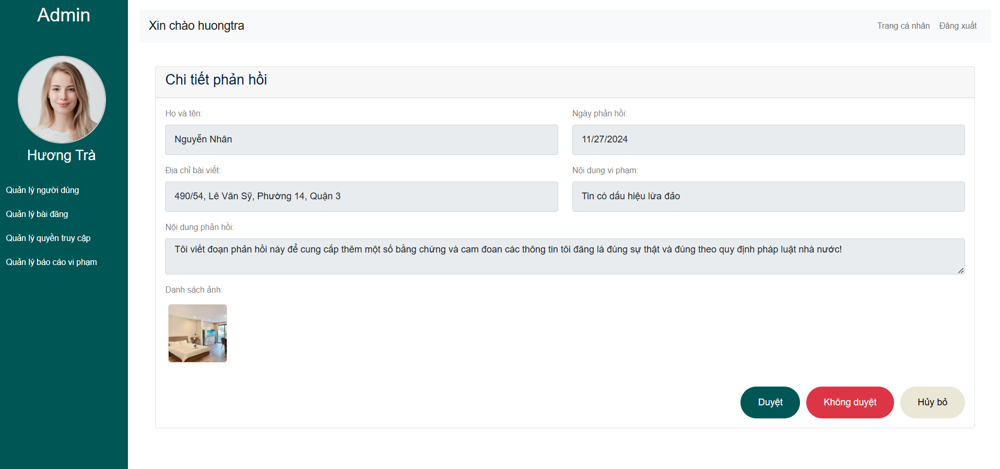 Admin
Hương Trà
Quản lý người dùng
Quản lý bài đăng
Quản lý quyền truy cập
Quản lý báo cáo vi phạm
Xin chào huongtra
Trang cá nhân
Đăng xuất
Chi tiết phản hồi
Họ và tên:
Nguyễn Nhân
Ngày phản hồi:
11/27/2024
Địa chỉ bài viết:
490/54, Lê Văn Sỹ, Phường 14, Quận 3
Nội dung vi phạm:
Tin có dấu hiệu lừa đảo
Nội dung phản hồi:
Tôi viết đoạn phản hồi này để cung cấp thêm một số bằng chứng và cam đoan các thông tin tôi đăng là đúng sự thật và đúng theo quy định pháp luật nhà nước!
Danh sách ảnh:
Duyệt
Không duyệt
Hủy bỏ